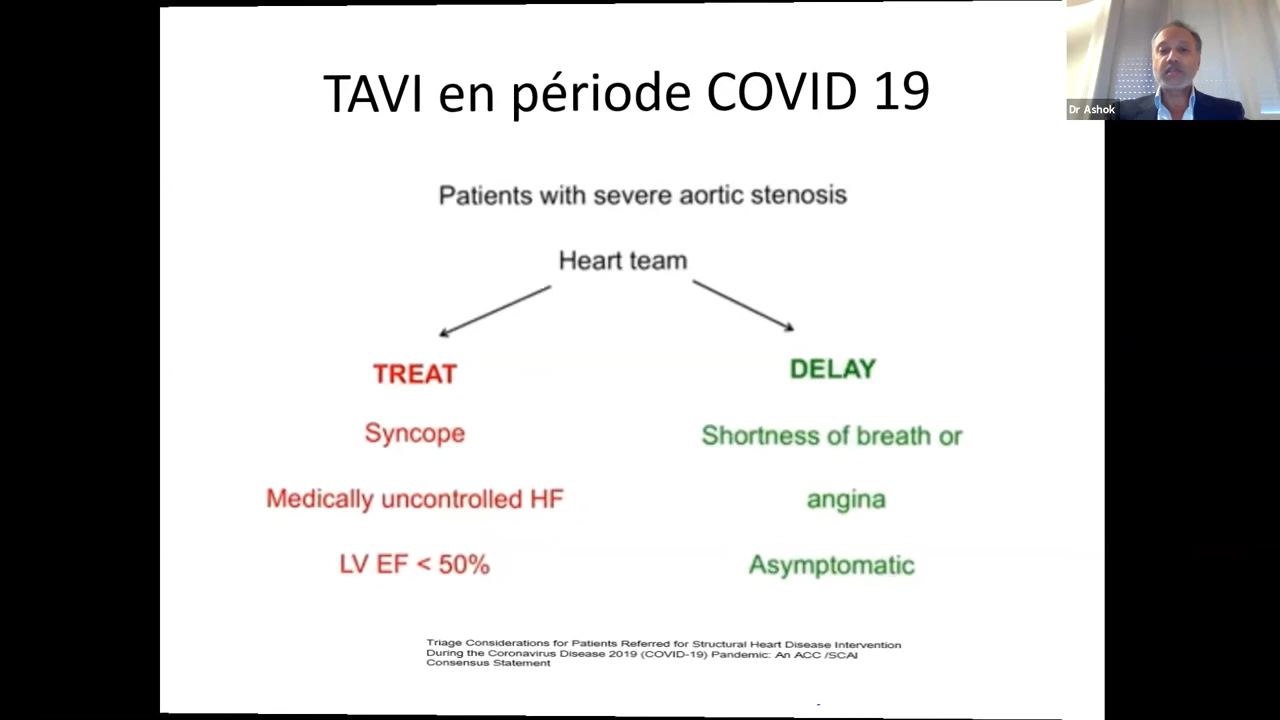 TAVI en période COVID 19
Dr Ashok
Patients with severe aortic stenosis
Heart team
TREAT
Syncope
Medically uncontrolled HF
LV EF < 50%
DELAY
Shortness of breath or
angina
Asymptomatic
Triage Considerations for Patients Referred for Structural Heart Disease Intervention
During the Coronavirus Disease 2019 (COVID-19) Pandemic: An ACC /SCAI
Consensus Statement